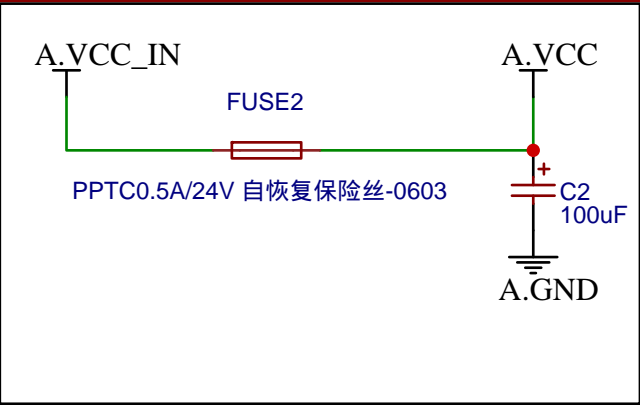 A.VCC_IN
A.VCC
FUSE2
PPTC0.5A/24V 自恢复保险丝-0603
+
C2
100uF
A.GND